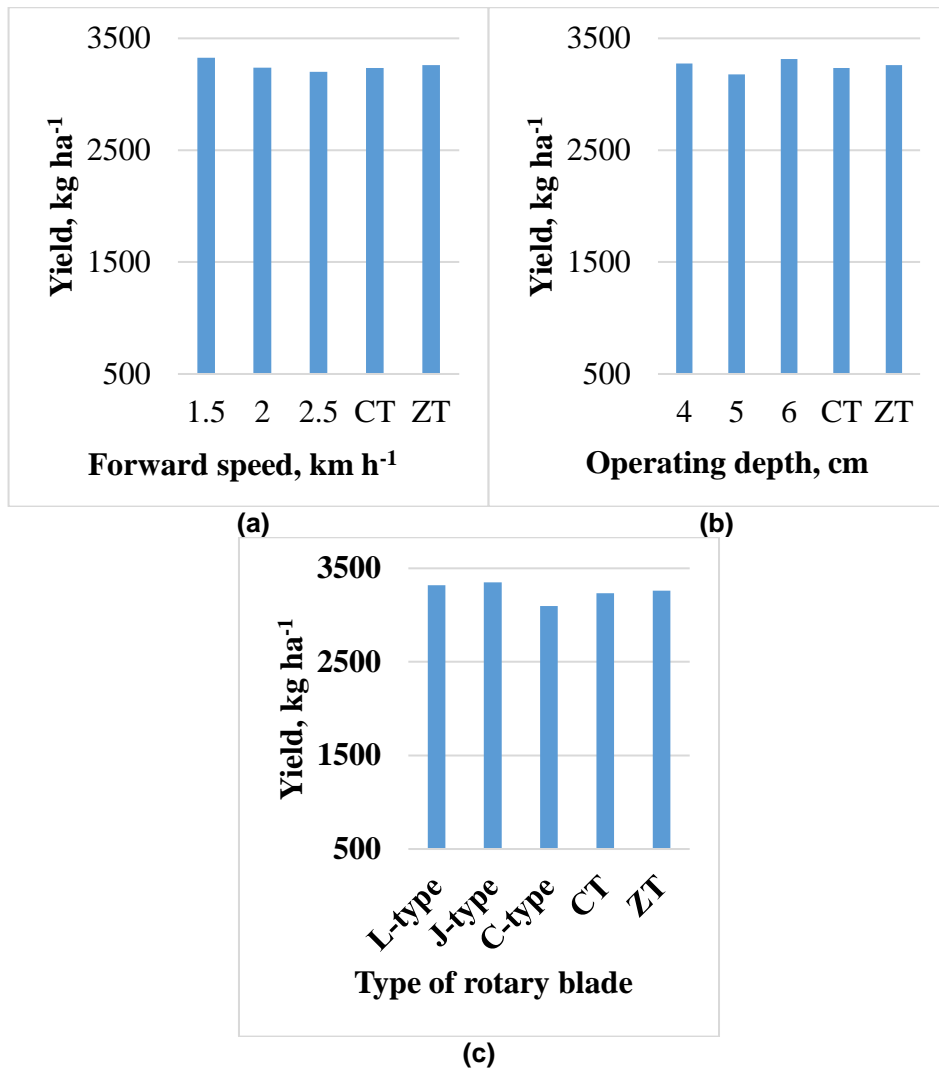 3500
2500
1500
500
Yield, kg ha⁻¹
1.5 2 2.5 CT ZT
Forward speed, km h⁻¹
(a)
3500
2500
1500
500
Yield, kg ha⁻¹
4 5 6 CT ZT
Operating depth, cm
(b)
3500
2500
1500
500
Yield, kg ha⁻¹
L-type J-type C-type CT ZT
Type of rotary blade
(c)